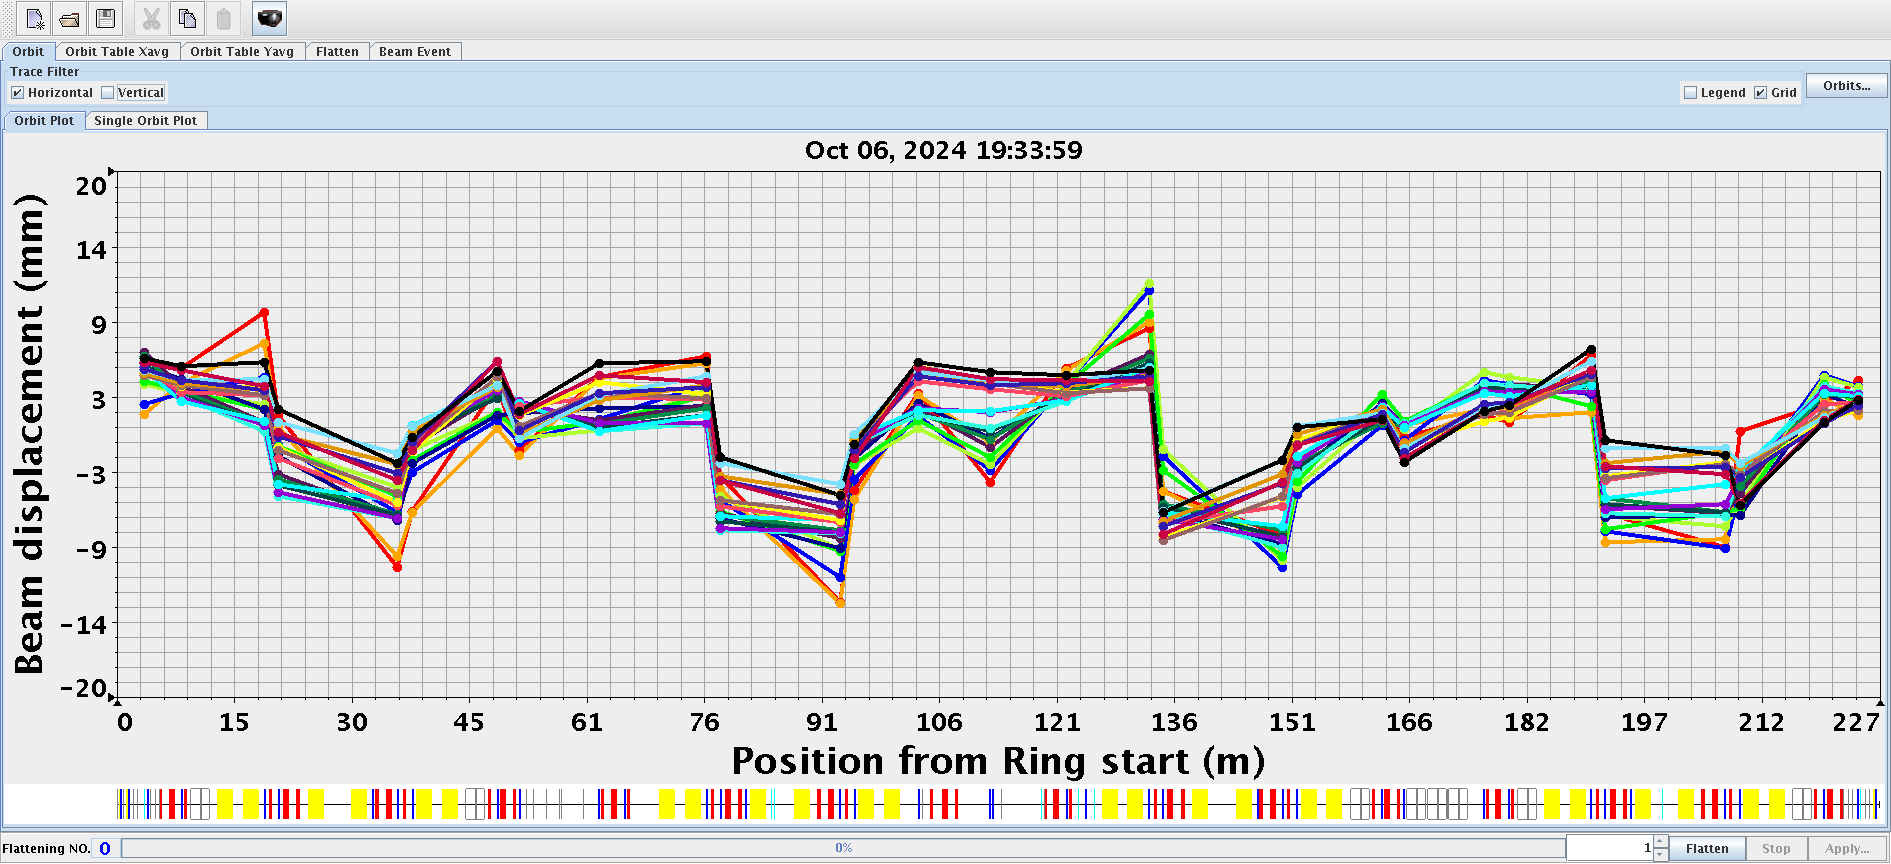 Orbit Orbit Table Xavg Orbit Table Yavg Flatten Beam Event
Trace Filter
Horizontal Vertical Legend Grid Orbits...
Orbit Plot Single Orbit Plot
Oct 06, 2024 19:33:59
Beam displacement (mm)
20
14
9
3
-3
-9
-14
-20
0 15 30 45 61 76 91 106 121 136 151 166 182 197 212 227
Position from Ring start (m)
Flattening NO. 0 0% 1 Flatten Stop Apply...